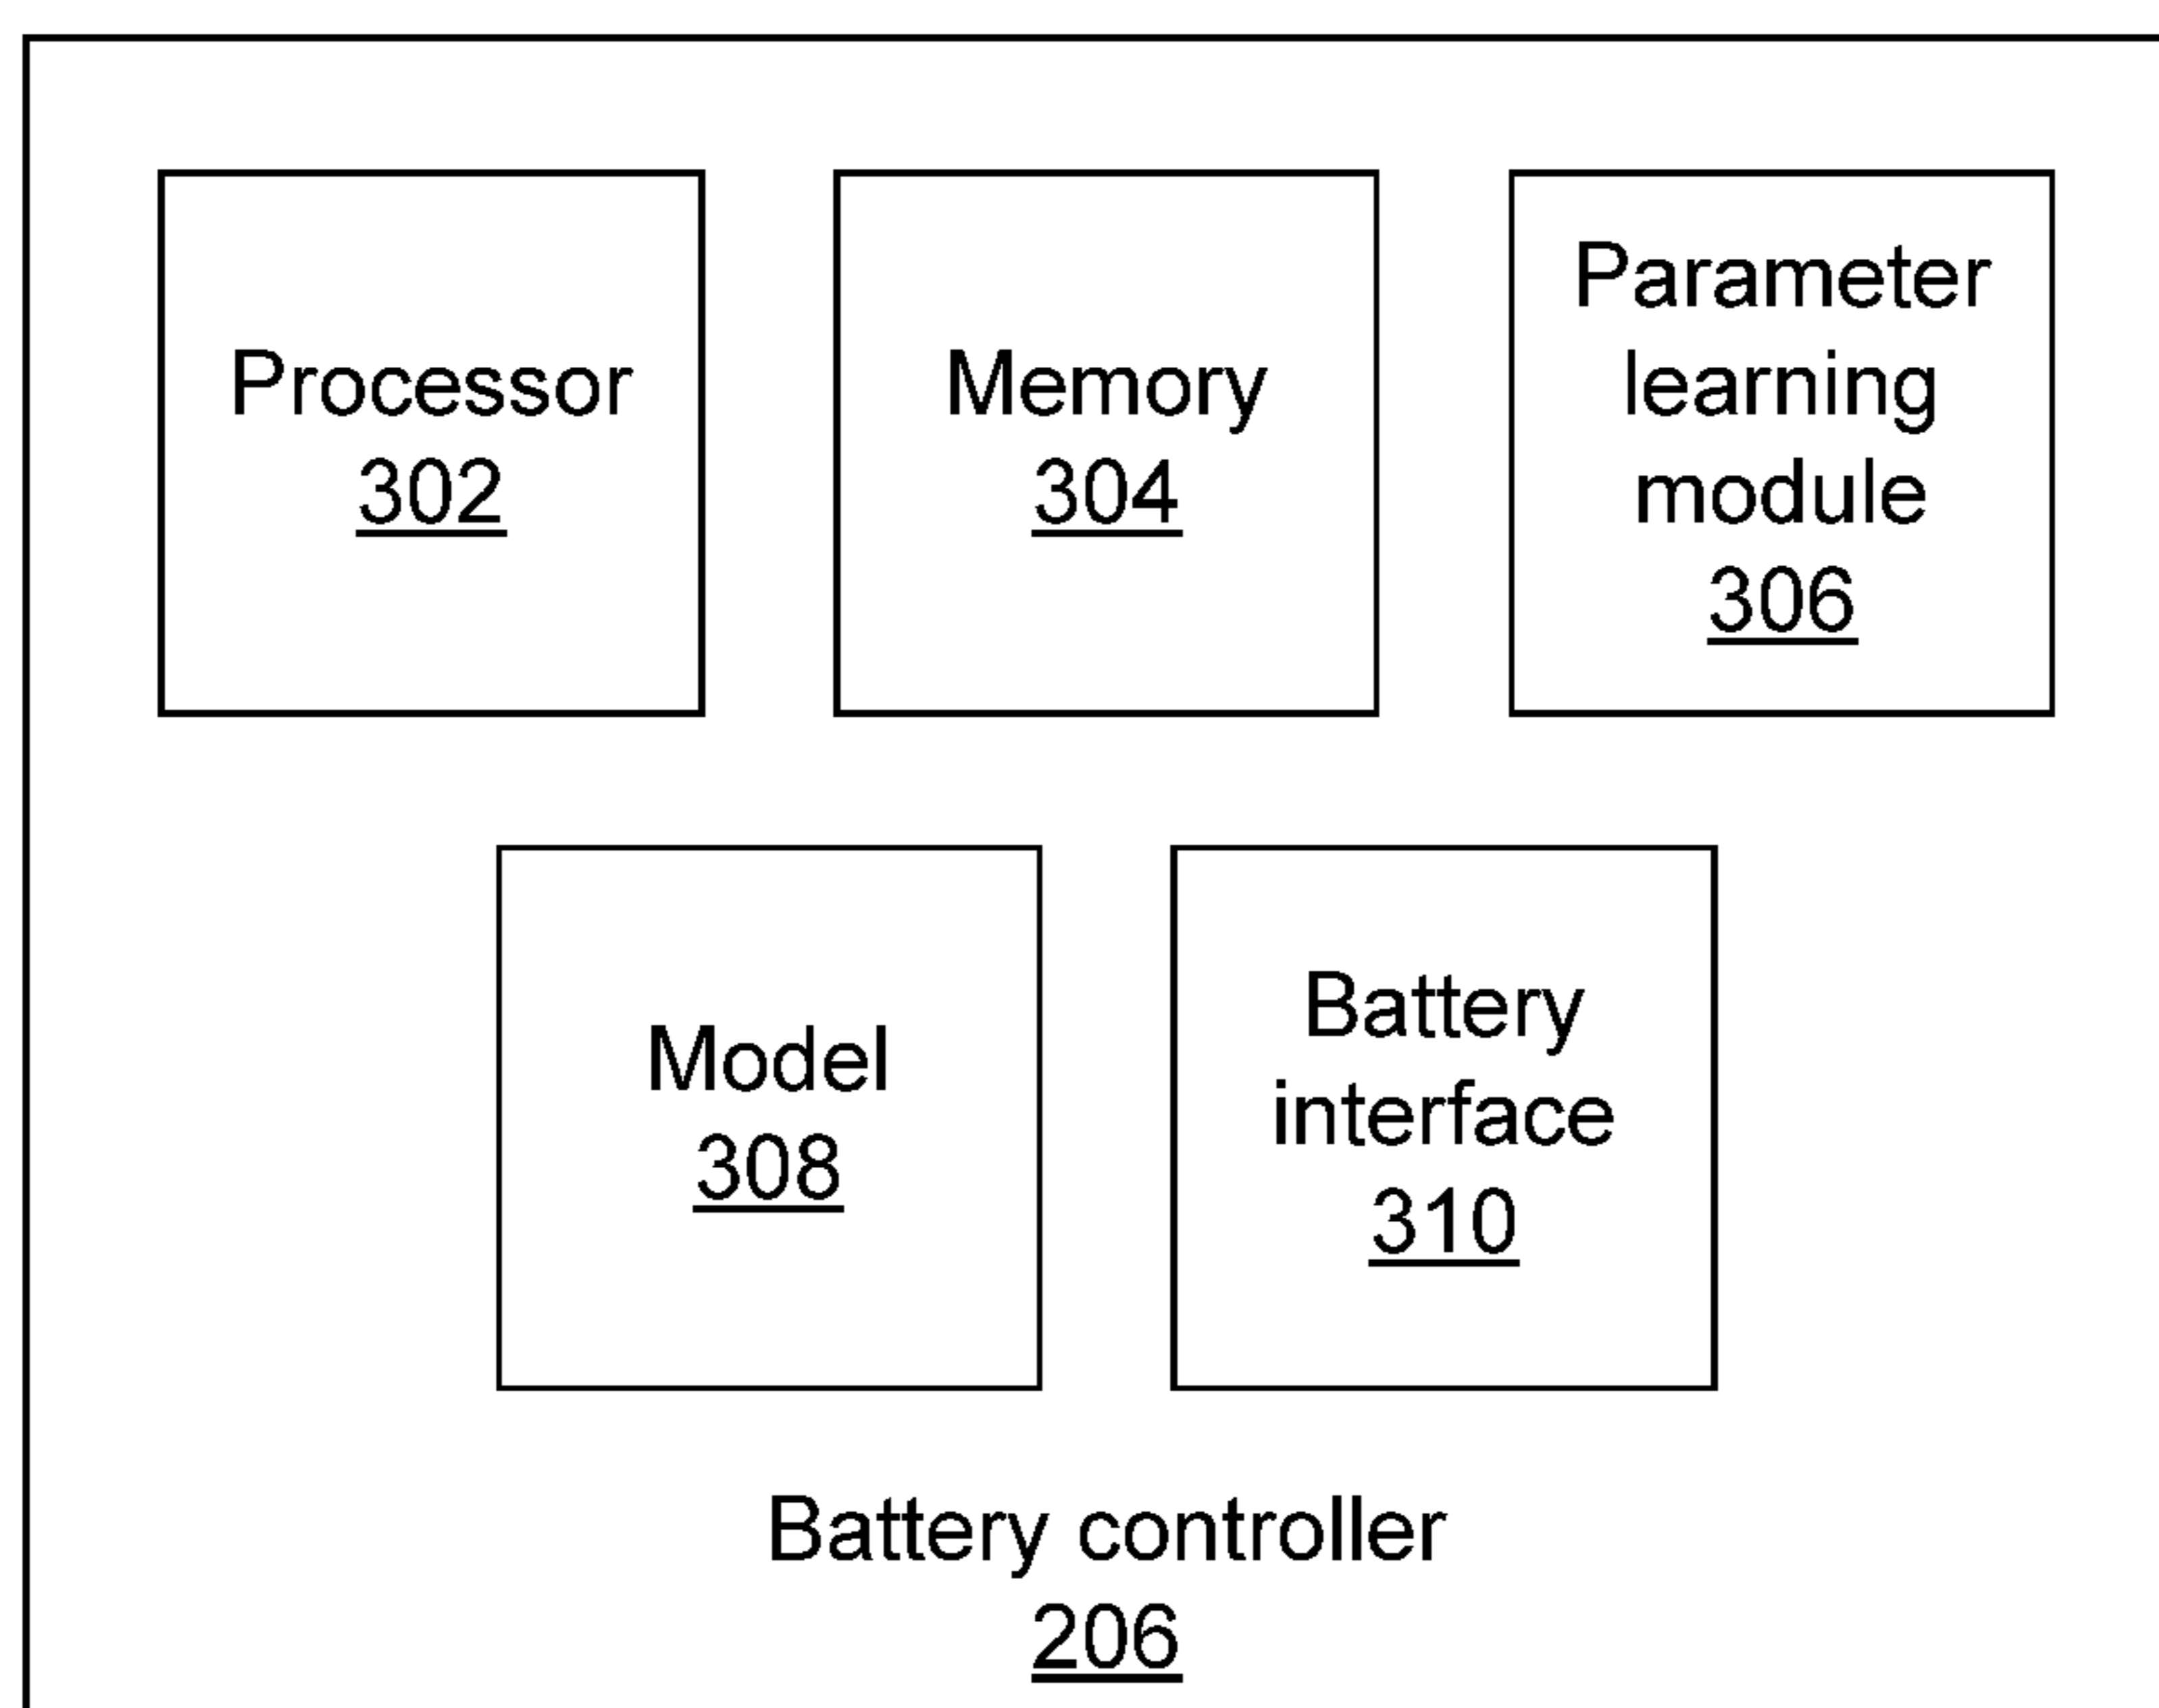 Processor
302
Memory
304
Parameter
learning
module
306
Model
308
Battery
interface
310
Battery controller
206